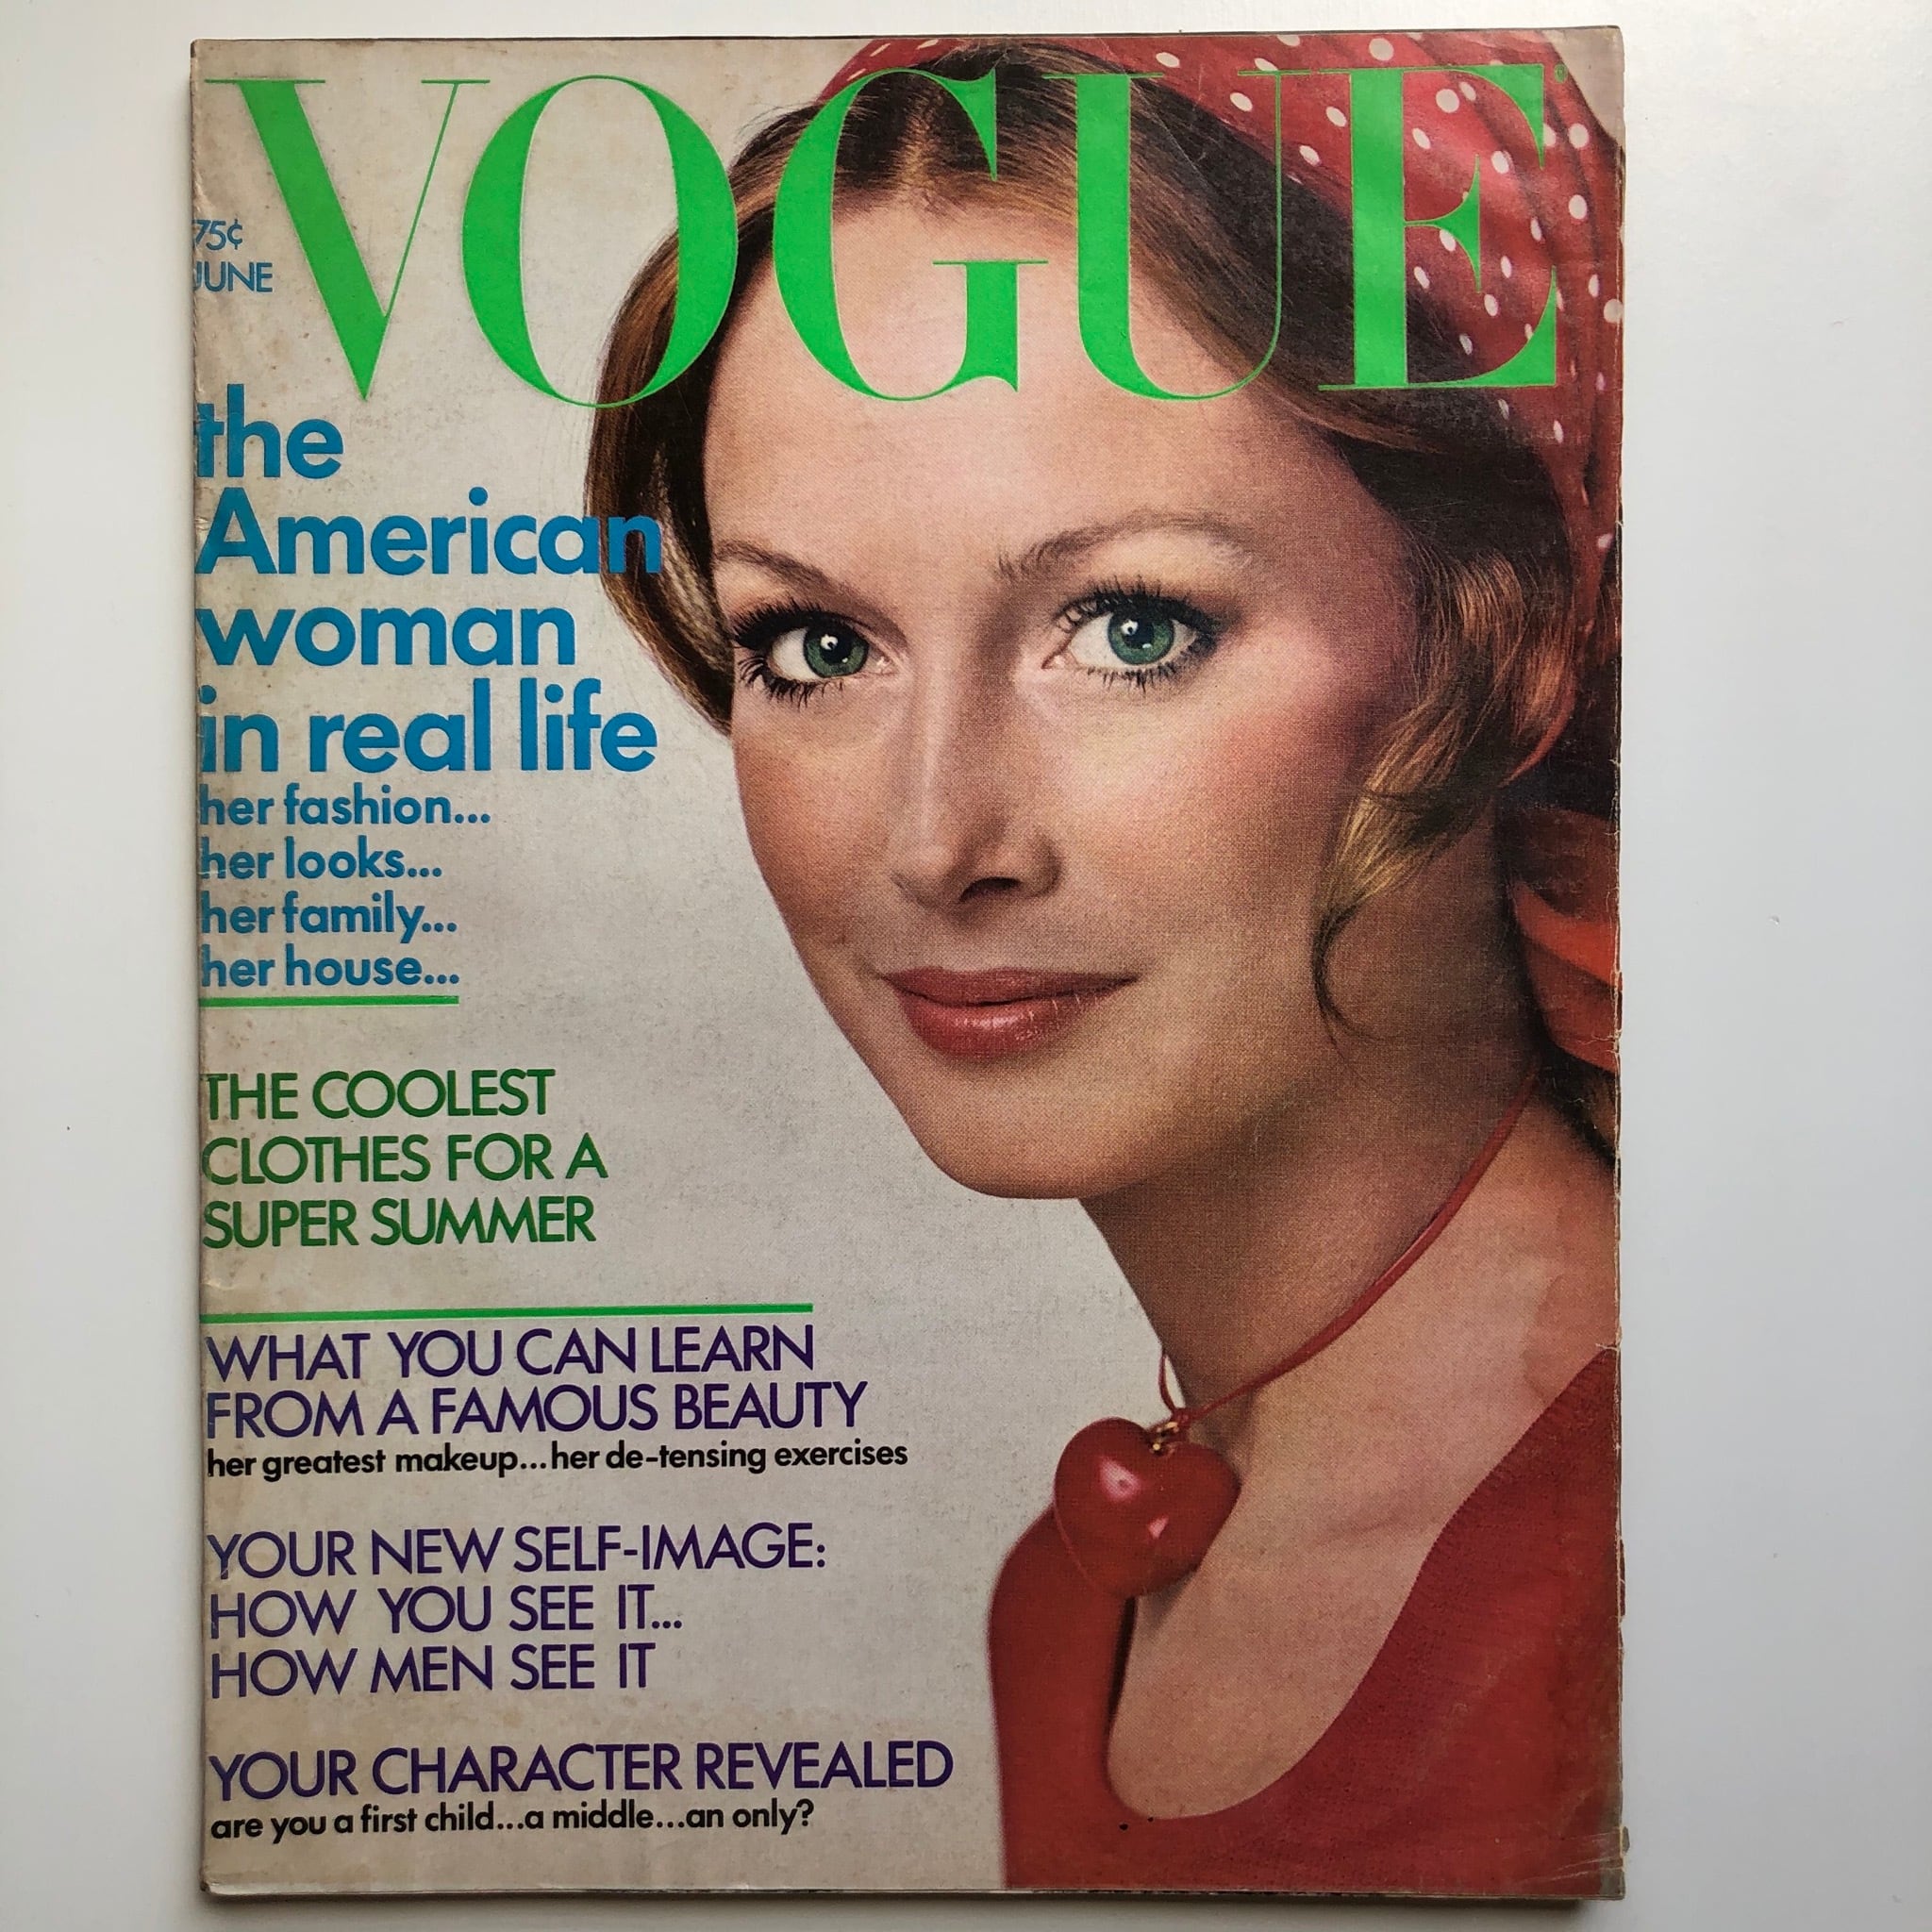 VOGUE
75¢
JUNE
the
American
woman
in real life
her fashion...
her looks...
her family...
her house...
THE COOLEST
CLOTHES FOR A
SUPER SUMMER
WHAT YOU CAN LEARN
FROM A FAMOUS BEAUTY
her greatest makeup...her de-tensing exercises
YOUR NEW SELF-IMAGE:
HOW YOU SEE IT...
HOW MEN SEE IT
YOUR CHARACTER REVEALED
are you a first child...a middle...an only?